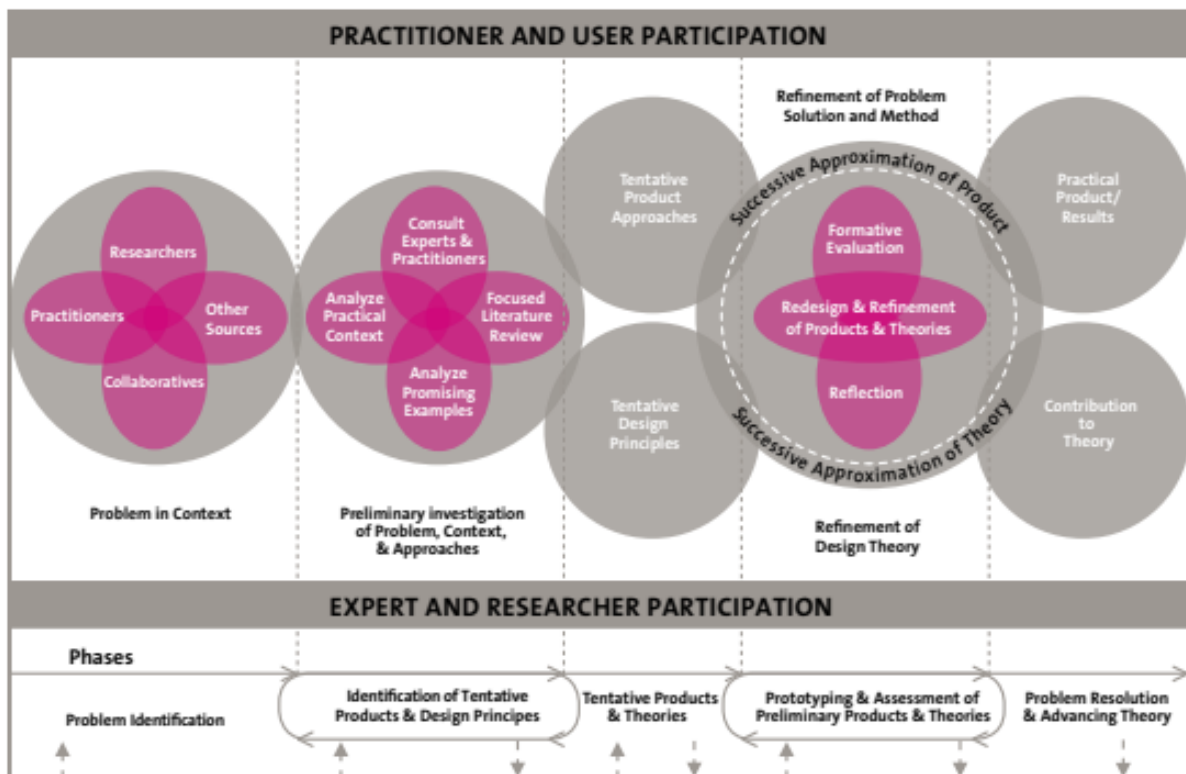 PRACTITIONER AND USER PARTICIPATION
Researchers
Practitioners
Other
Sources
Collaboratives
Problem in Context
Consult
Experts &
Practitioners
Analyze
Practical
Context
Focused
Literature
Review
Analyze
Promising
Examples
Preliminary investigation
of Problem, Context,
& Approaches
Tentative
Product
Approaches
Tentative
Design
Principles
Refinement of Problem
Solution and Method
Successive Approximation of Product
Formative
Evaluation
Redesign & Refinement
of Products & Theories
Reflection
Successive Approximation of Theory
Refinement of
Design Theory
Practical
Product/
Results
Contribution
to
Theory
EXPERT AND RESEARCHER PARTICIPATION
Phases
Problem Identification
Identification of Tentative
Products & Design Principes
Tentative Products
& Theories
Prototyping & Assessment of
Preliminary Products & Theories
Problem Resolution
& Advancing Theory